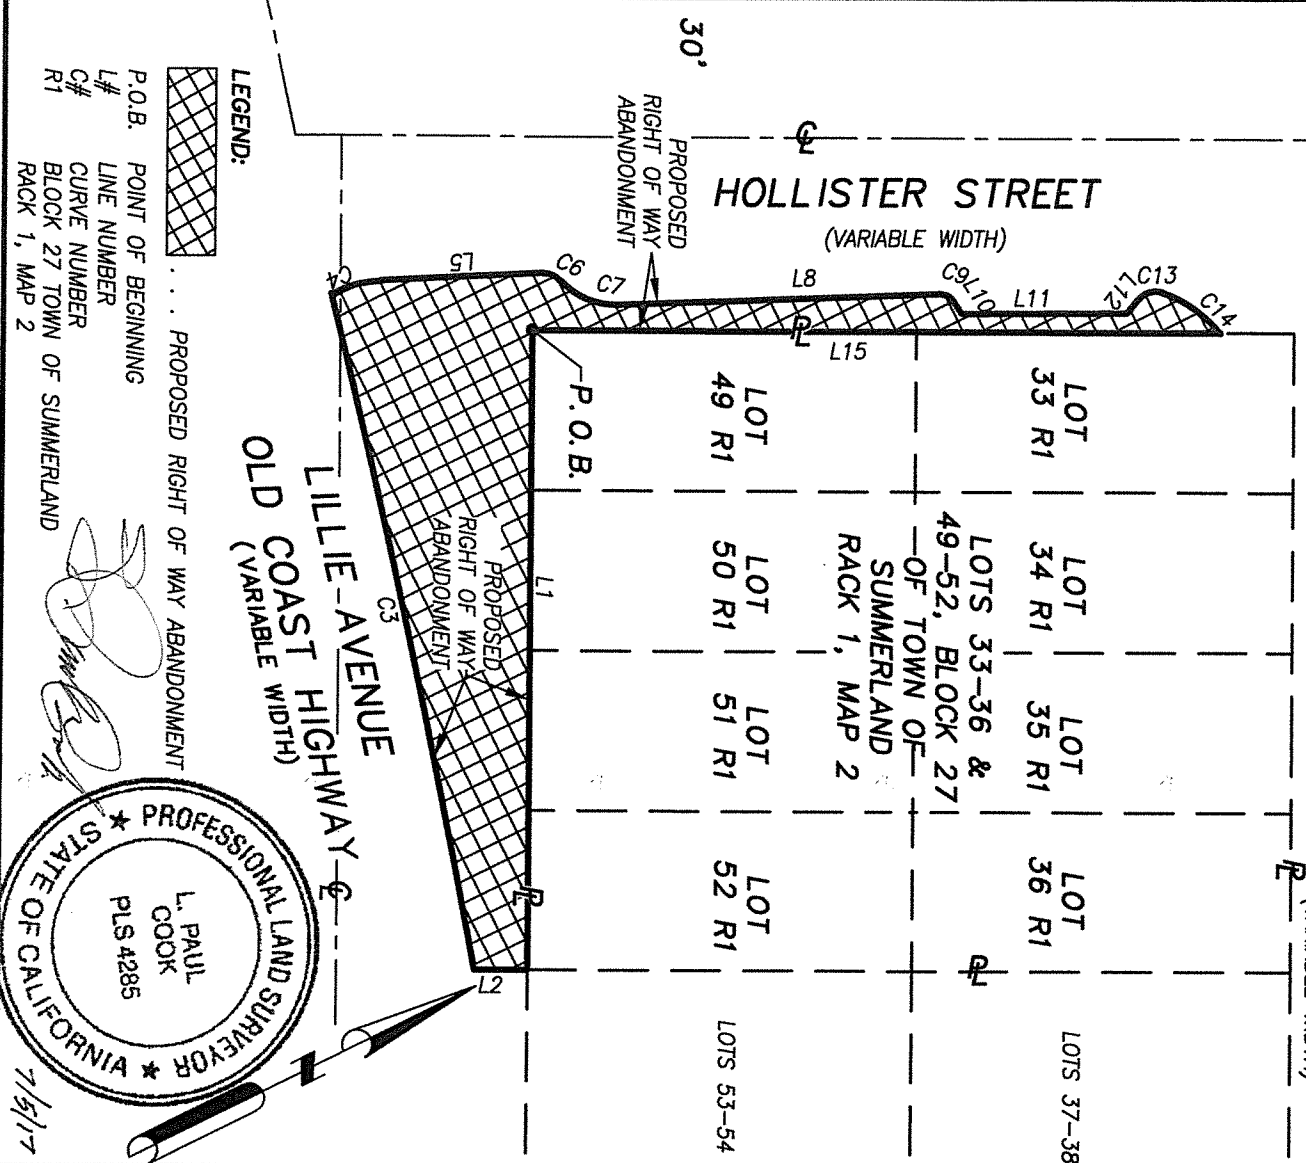 30'
PROPOSED
RIGHT OF WAY
ABANDONMENT
℄
HOLLISTER STREET
(VARIABLE WIDTH)
C4
L5
C6
C7
L8
C9
L10
L11
L12
C13
C14
PL
L15
P.O.B.
LOT
49 R1
LOT
33 R1
LOT
50 R1
LOT
34 R1
LOTS 33-36 &
49-52, BLOCK 27
OF TOWN OF
SUMMERLAND
RACK 1, MAP 2
LOT
51 R1
LOT
35 R1
LOT
52 R1
LOT
36 R1
PL
PL
LOTS 53-54
LOTS 37-38
L1
PROPOSED
RIGHT OF WAY
ABANDONMENT
C3
PL
L2
LILLIE AVENUE
OLD COAST HIGHWAY
(VARIABLE WIDTH)
℄
LEGEND:
. . . PROPOSED RIGHT OF WAY ABANDONMENT
P.O.B. POINT OF BEGINNING
L# LINE NUMBER
C# CURVE NUMBER
R1 BLOCK 27 TOWN OF SUMMERLAND
RACK 1, MAP 2
★ PROFESSIONAL LAND SURVEYOR ★
STATE OF CALIFORNIA
L. PAUL
COOK
PLS 4285
N
7/5/17